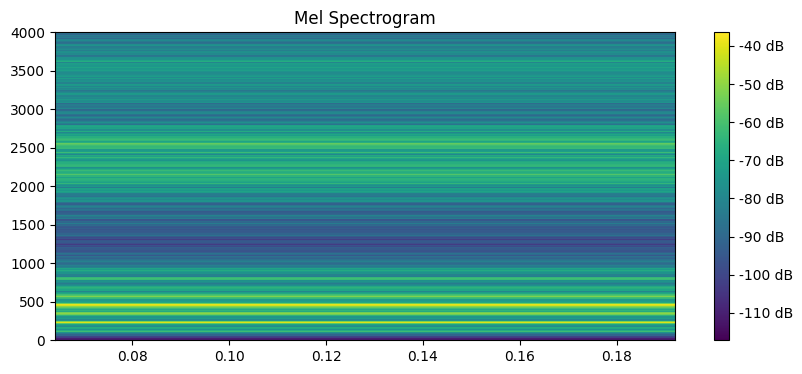 Mel Spectrogram
4000
3500
3000
2500
2000
1500
1000
500
0
0.08 0.10 0.12 0.14 0.16 0.18
-40 dB
-50 dB
-60 dB
-70 dB
-80 dB
-90 dB
-100 dB
-110 dB